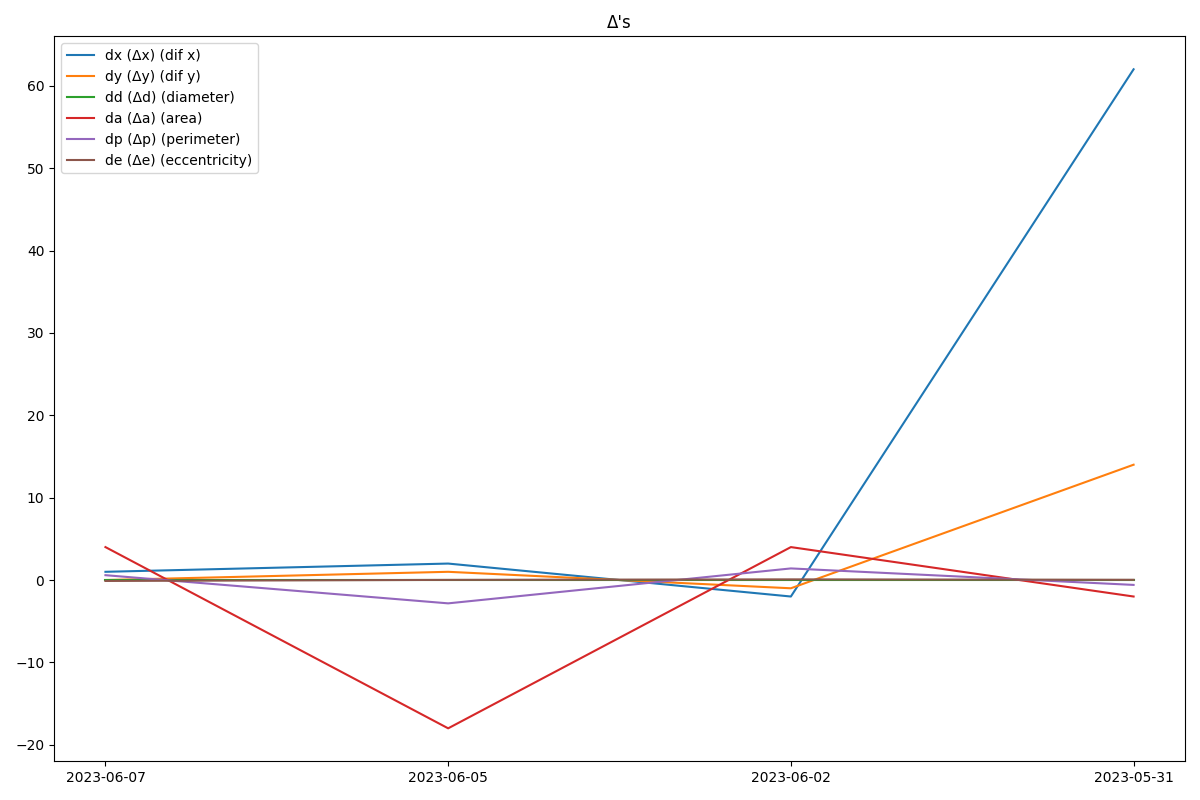 Δ's
dx (Δx) (dif x)
dy (Δy) (dif y)
dd (Δd) (diameter)
da (Δa) (area)
dp (Δp) (perimeter)
de (Δe) (eccentricity)
60
50
40
30
20
10
0
−10
−20
2023-06-07 2023-06-05 2023-06-02 2023-05-31